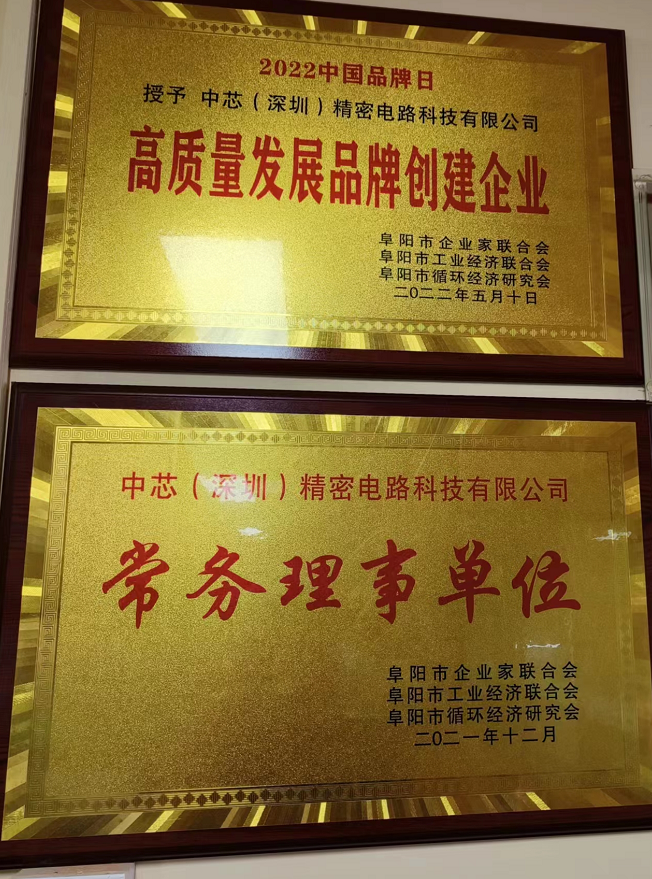 2022中国品牌日
授予 中芯（深圳）精密电路科技有限公司
高质量发展品牌创建企业
阜阳市企业家联合会
阜阳市工业经济联合会
阜阳市循环经济研究会
二〇二二年五月十日
中芯（深圳）精密电路科技有限公司
常务理事单位
阜阳市企业家联合会
阜阳市工业经济联合会
阜阳市循环经济研究会
二〇二一年十二月